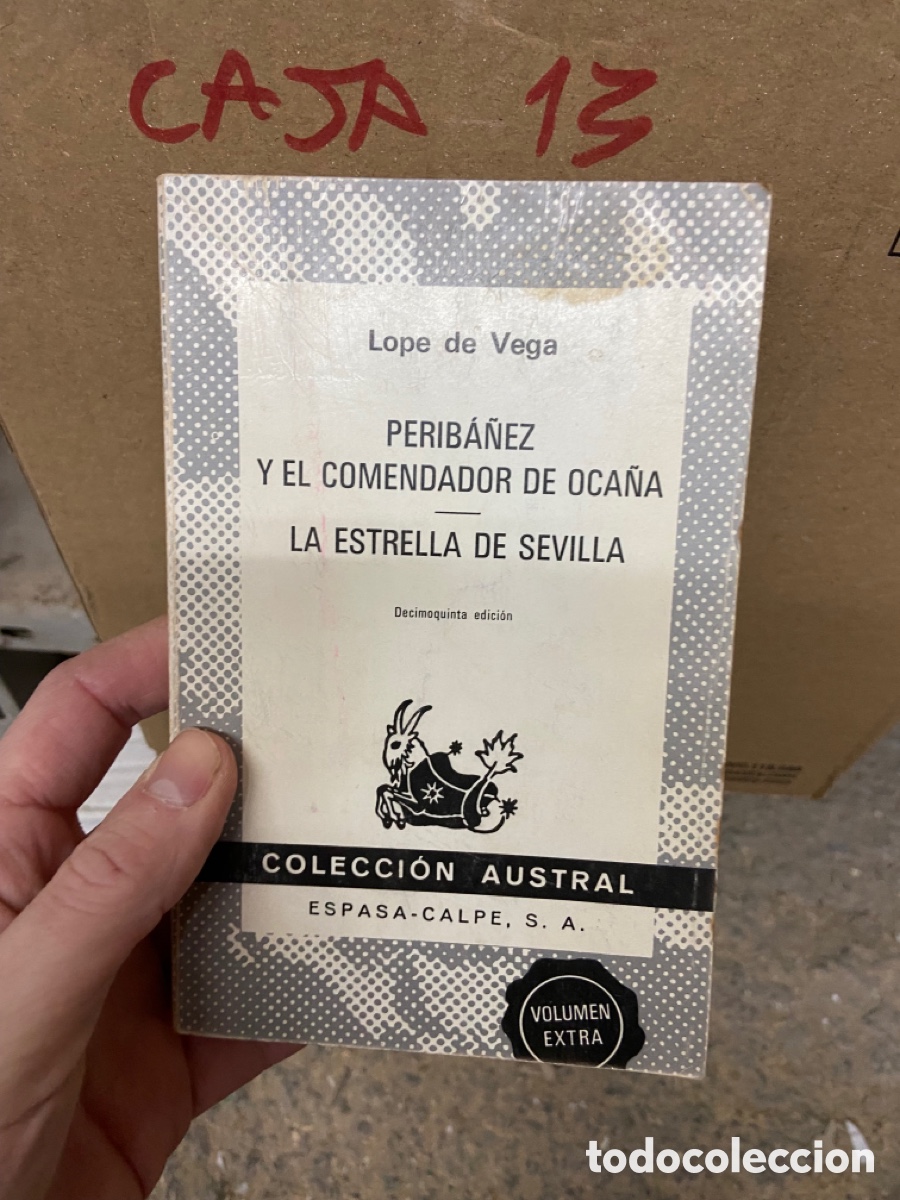 CAJA 13
Lope de Vega
PERIBÁÑEZ
Y EL COMENDADOR DE OCAÑA
LA ESTRELLA DE SEVILLA
Decimoquinta edición
COLECCIÓN AUSTRAL
ESPASA-CALPE, S. A.
VOLUMEN
EXTRA
todocoleccion